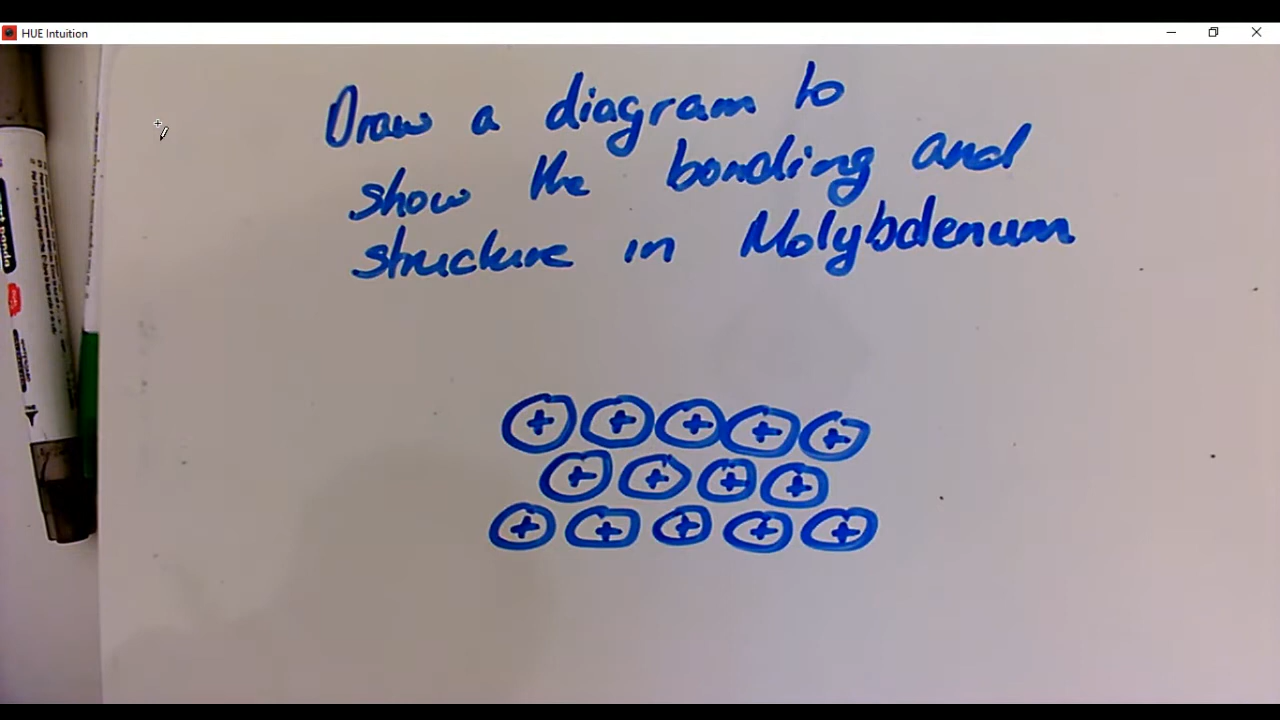 HUE Intuition
Draw a diagram to
show the bonding and
structure in Molybdenum
+ + + + +
+ + + +
+ + + + +